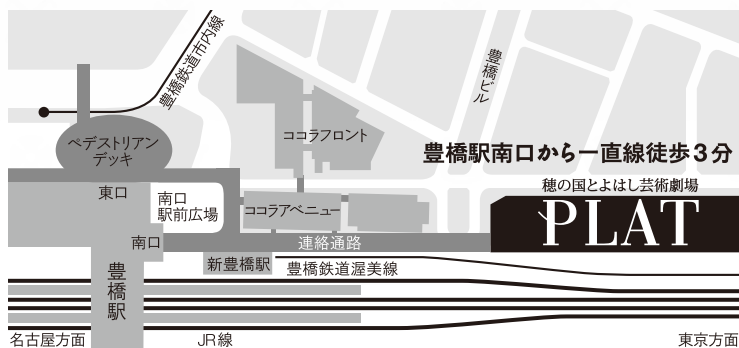 豊橋鉄道市内線
豊橋ビル
ペデストリアン
デッキ
ココラフロント
豊橋駅南口から一直線徒歩3分
穂の国とよはし芸術劇場
PLAT
東口
南口
駅前広場
ココラアベニュー
南口
連絡通路
新豊橋駅
豊橋鉄道渥美線
豊橋駅
名古屋方面
JR線
東京方面